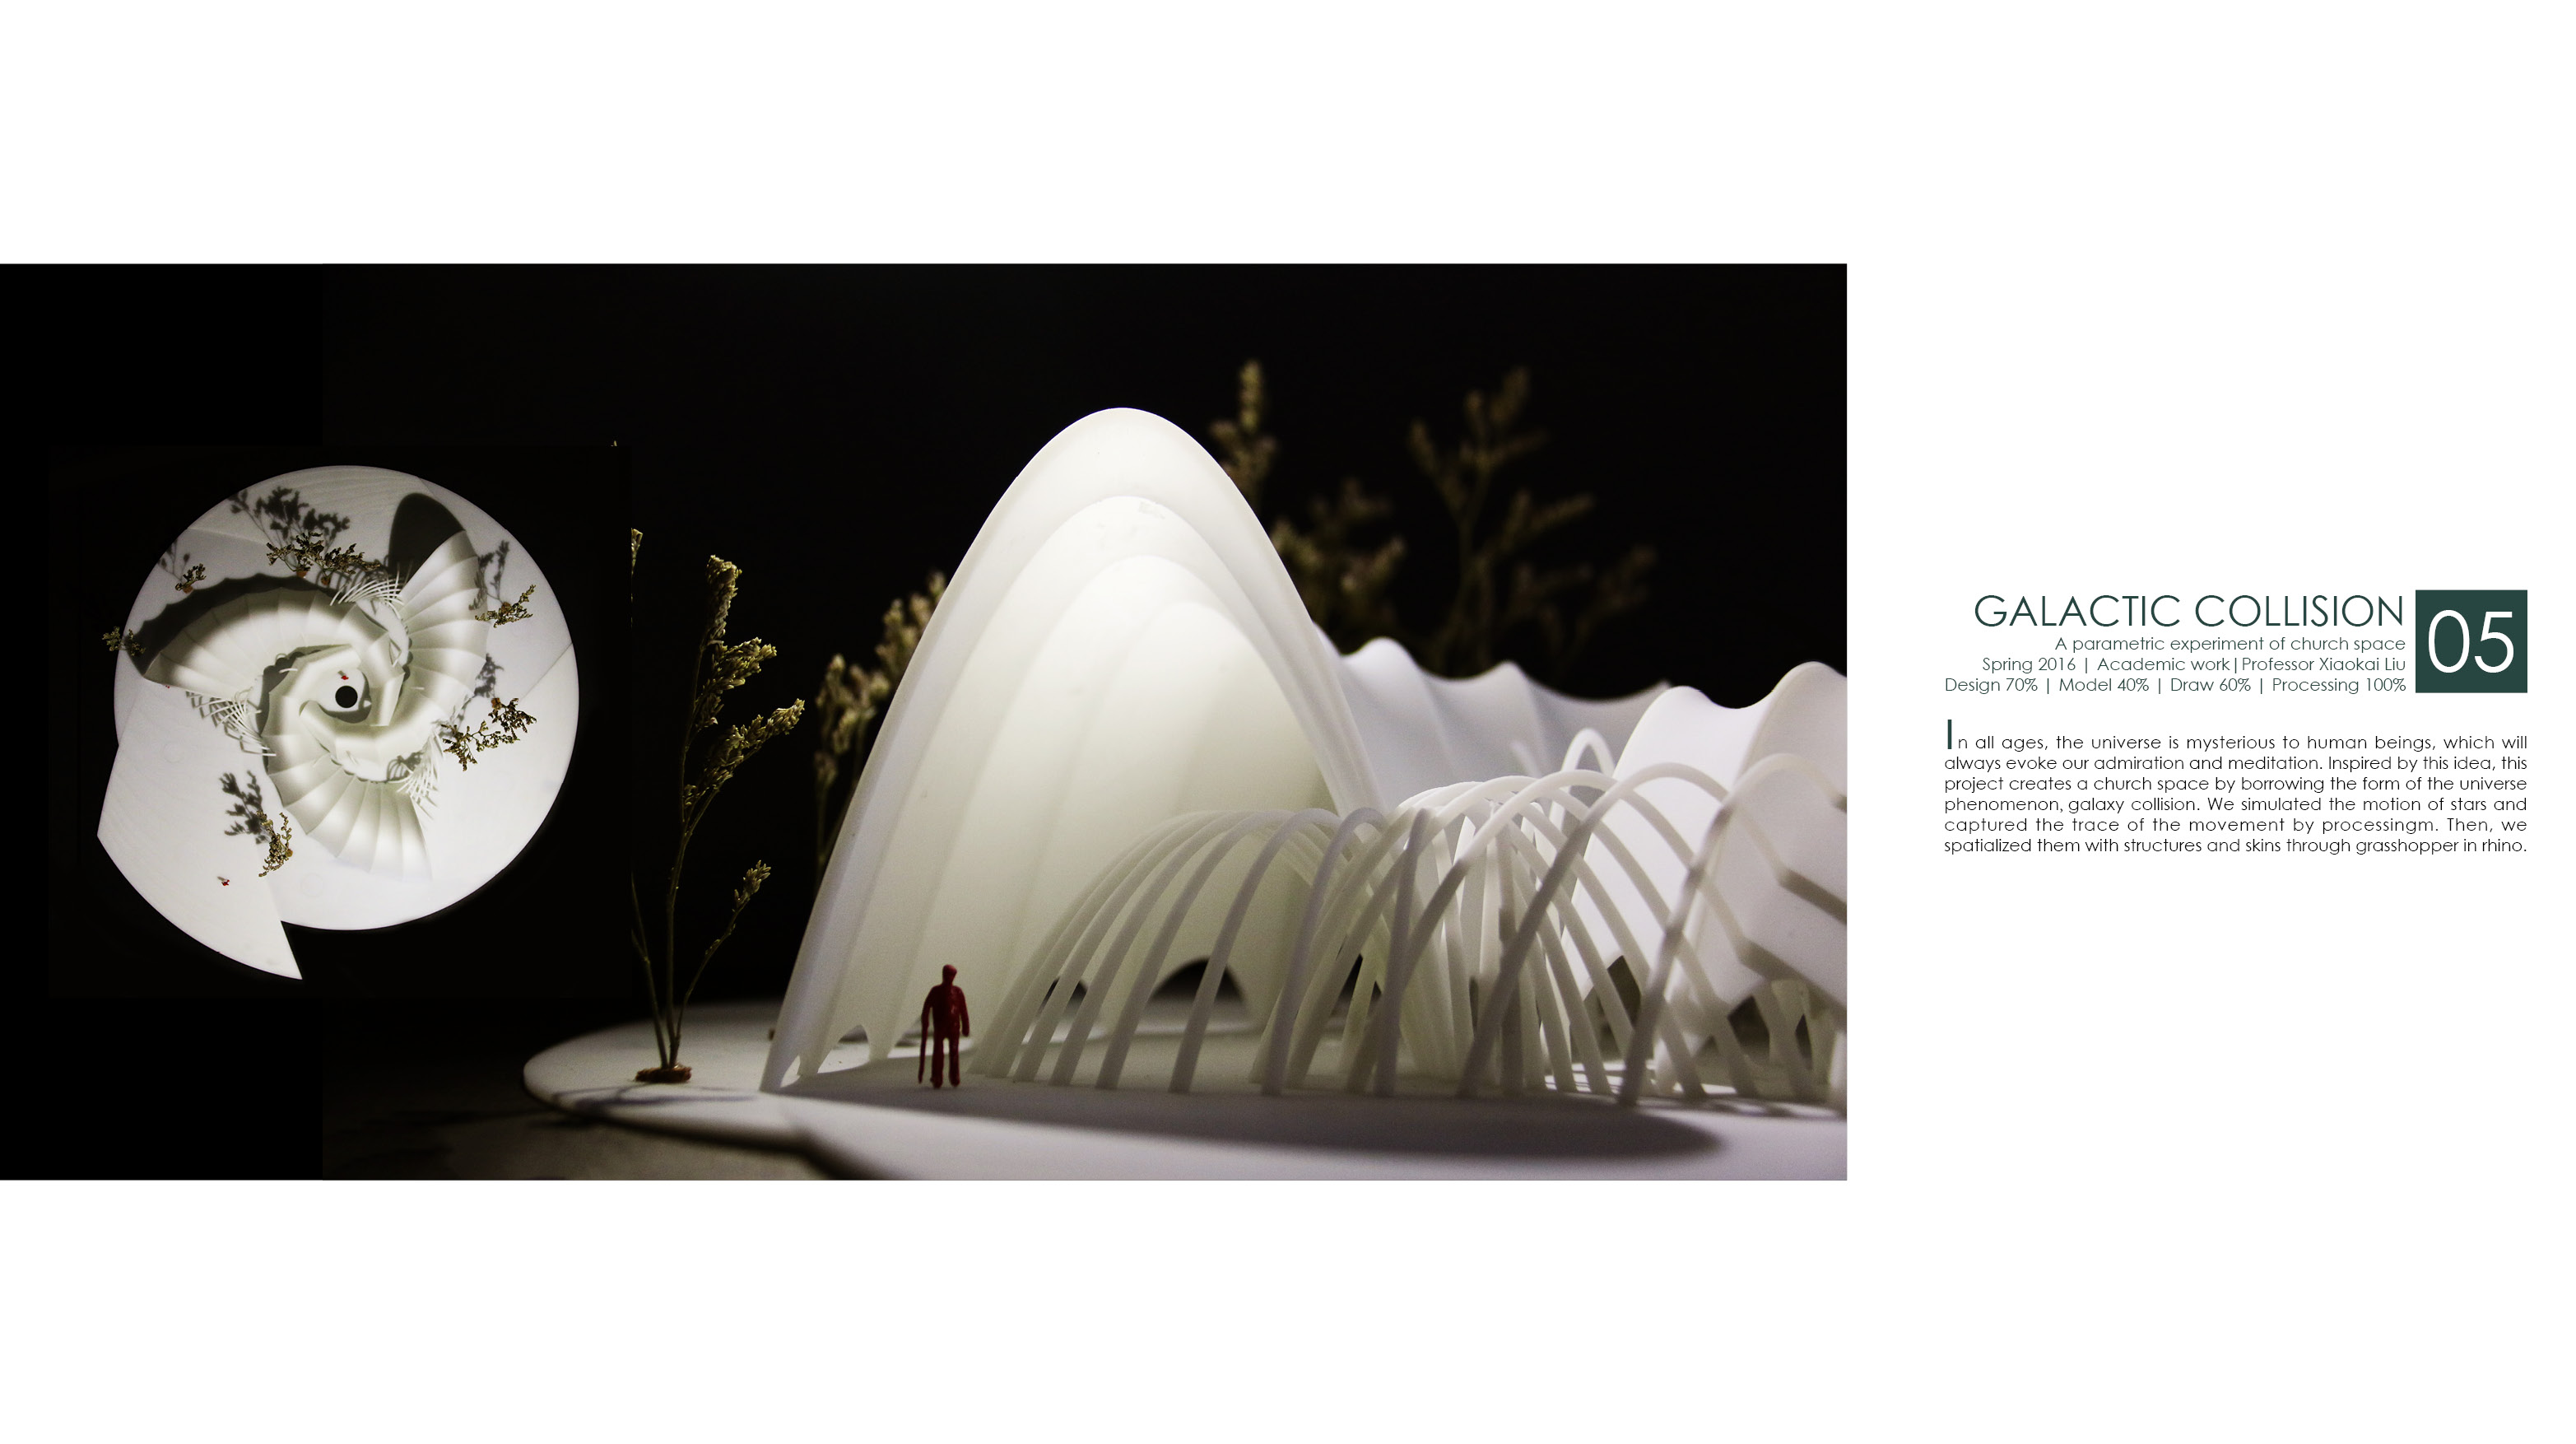 GALACTIC COLLISION
05
A parametric experiment of church space
Spring 2016 | Academic work|Professor Xiaokai Liu
Design 70% | Model 40% | Draw 60% | Processing 100%
In all ages, the universe is mysterious to human beings, which will
always evoke our admiration and meditation. Inspired by this idea, this
project creates a church space by borrowing the form of the universe
phenomenon, galaxy collision. We simulated the motion of stars and
captured the trace of the movement by processingm. Then, we
spatialized them with structures and skins through grasshopper in rhino.